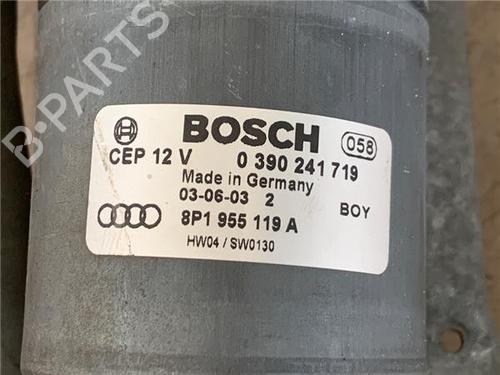 BOSCH 058
CEP 12 V 0 390 241 719
Made in Germany
03-06-03 2
8P1 955 119 A BOY
HW04 / SW0130
B-PARTS